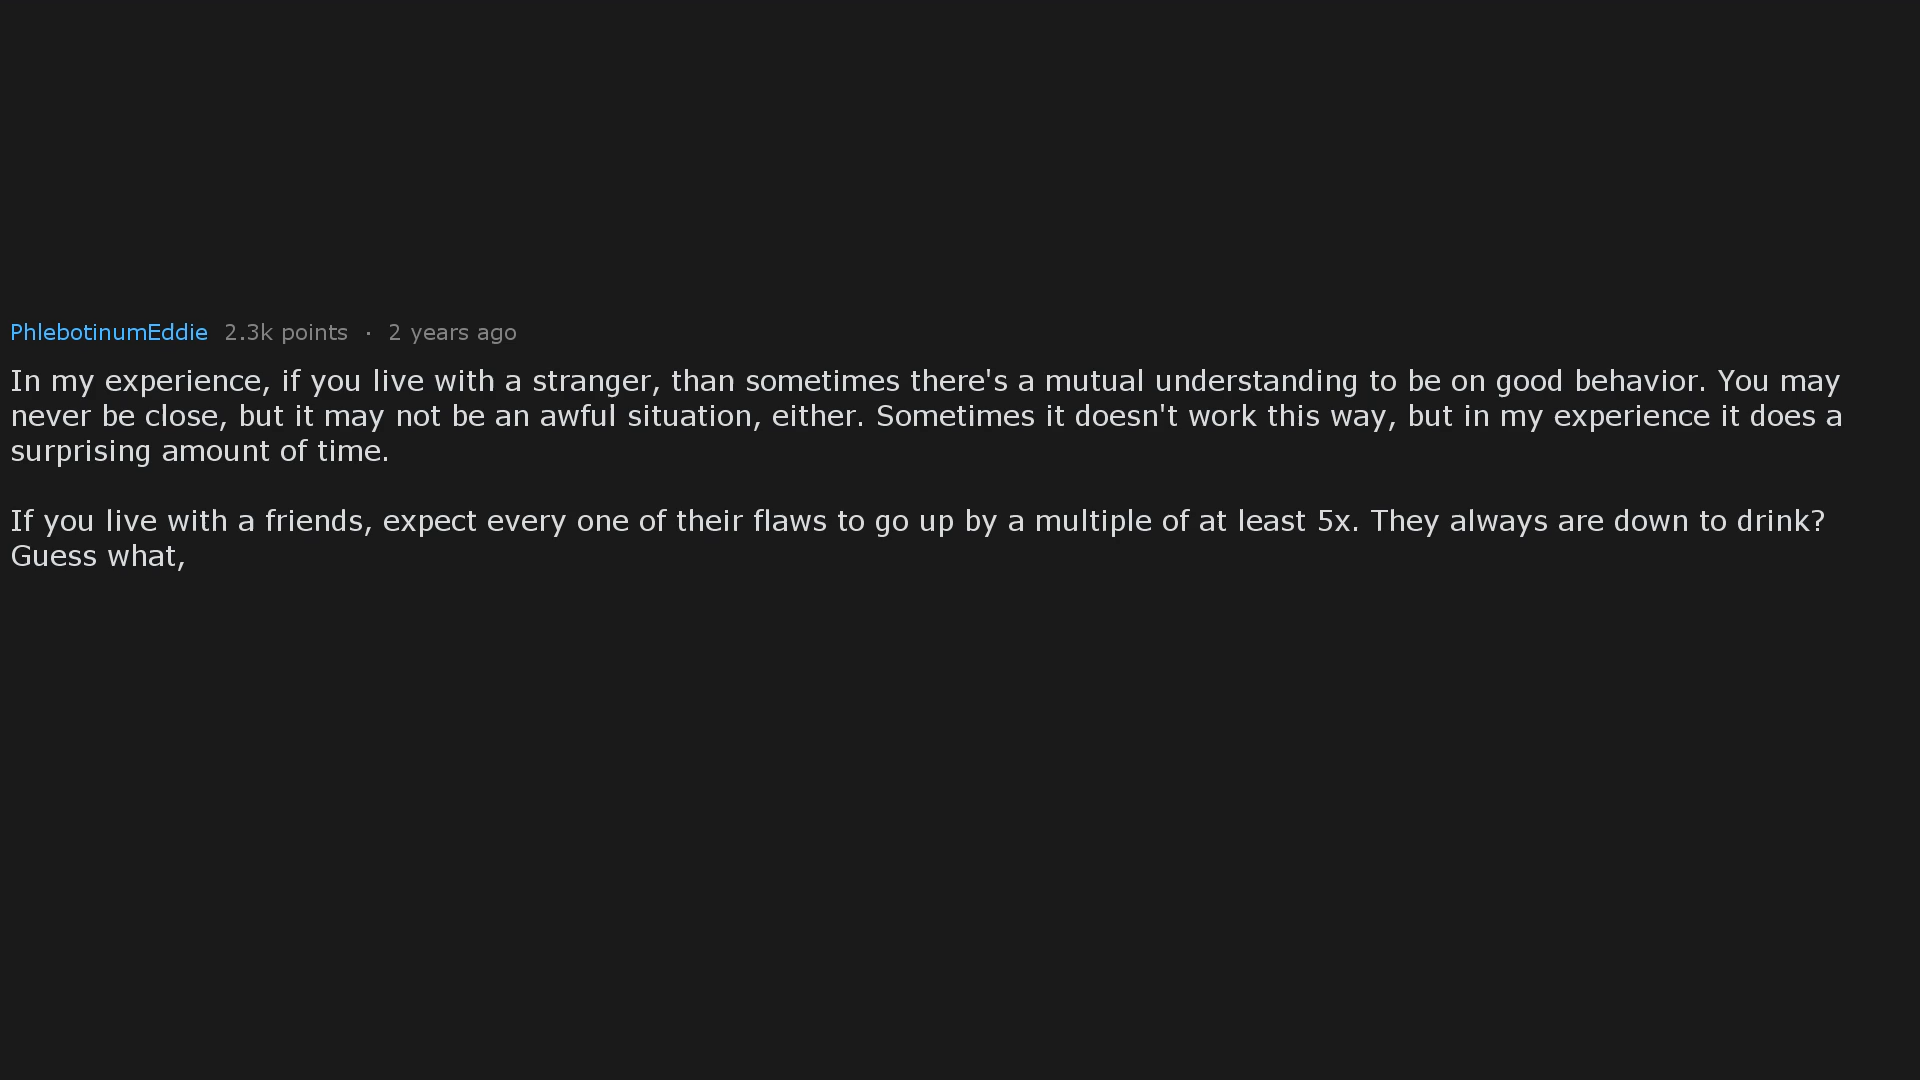 PhlebotinumEddie 2.3k points · 2 years ago
In my experience, if you live with a stranger, than sometimes there's a mutual understanding to be on good behavior. You may
never be close, but it may not be an awful situation, either. Sometimes it doesn't work this way, but in my experience it does a
surprising amount of time.
If you live with a friends, expect every one of their flaws to go up by a multiple of at least 5x. They always are down to drink?
Guess what,